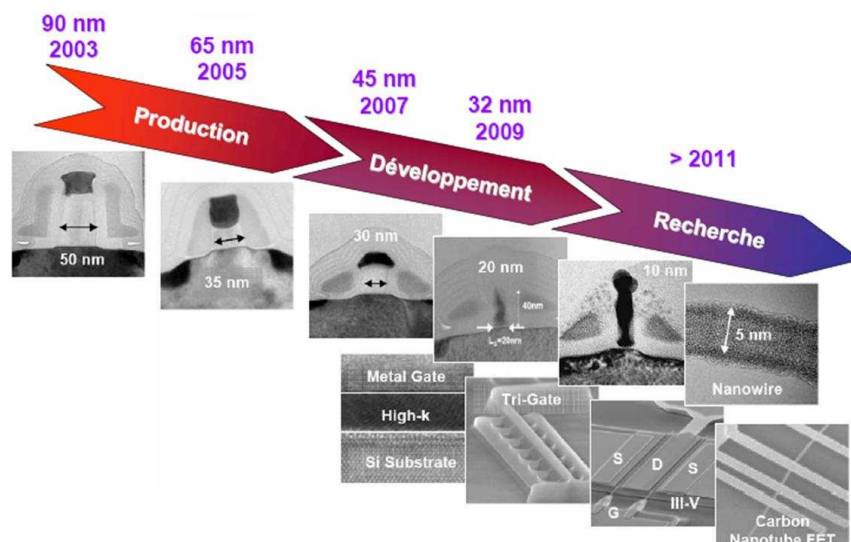 90 nm
2003
65 nm
2005
45 nm
2007
32 nm
2009
> 2011
Production
Développement
Recherche
50 nm
35 nm
30 nm
20 nm
40nm
10 nm
5 nm
Nanowire
Metal Gate
High-k
Si Substrate
Tri-Gate
S
D
S
G
III-V
Carbon
Nanotube FET